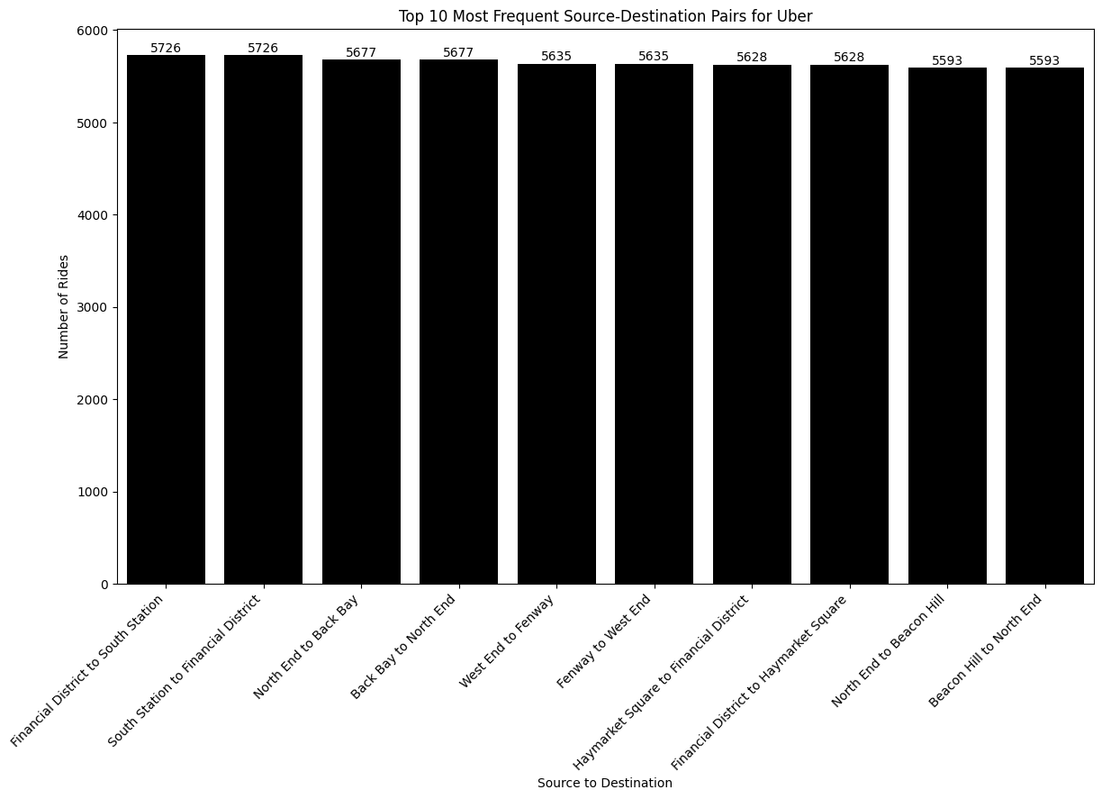 Top 10 Most Frequent Source-Destination Pairs for Uber
6000
5000
4000
3000
2000
1000
0
Number of Rides
5726
5726
5677
5677
5635
5635
5628
5628
5593
5593
Financial District to South Station
South Station to Financial District
North End to Back Bay
Back Bay to North End
West End to Fenway
Fenway to West End
Haymarket Square to Financial District
Financial District to Haymarket Square
North End to Beacon Hill
Beacon Hill to North End
Source to Destination